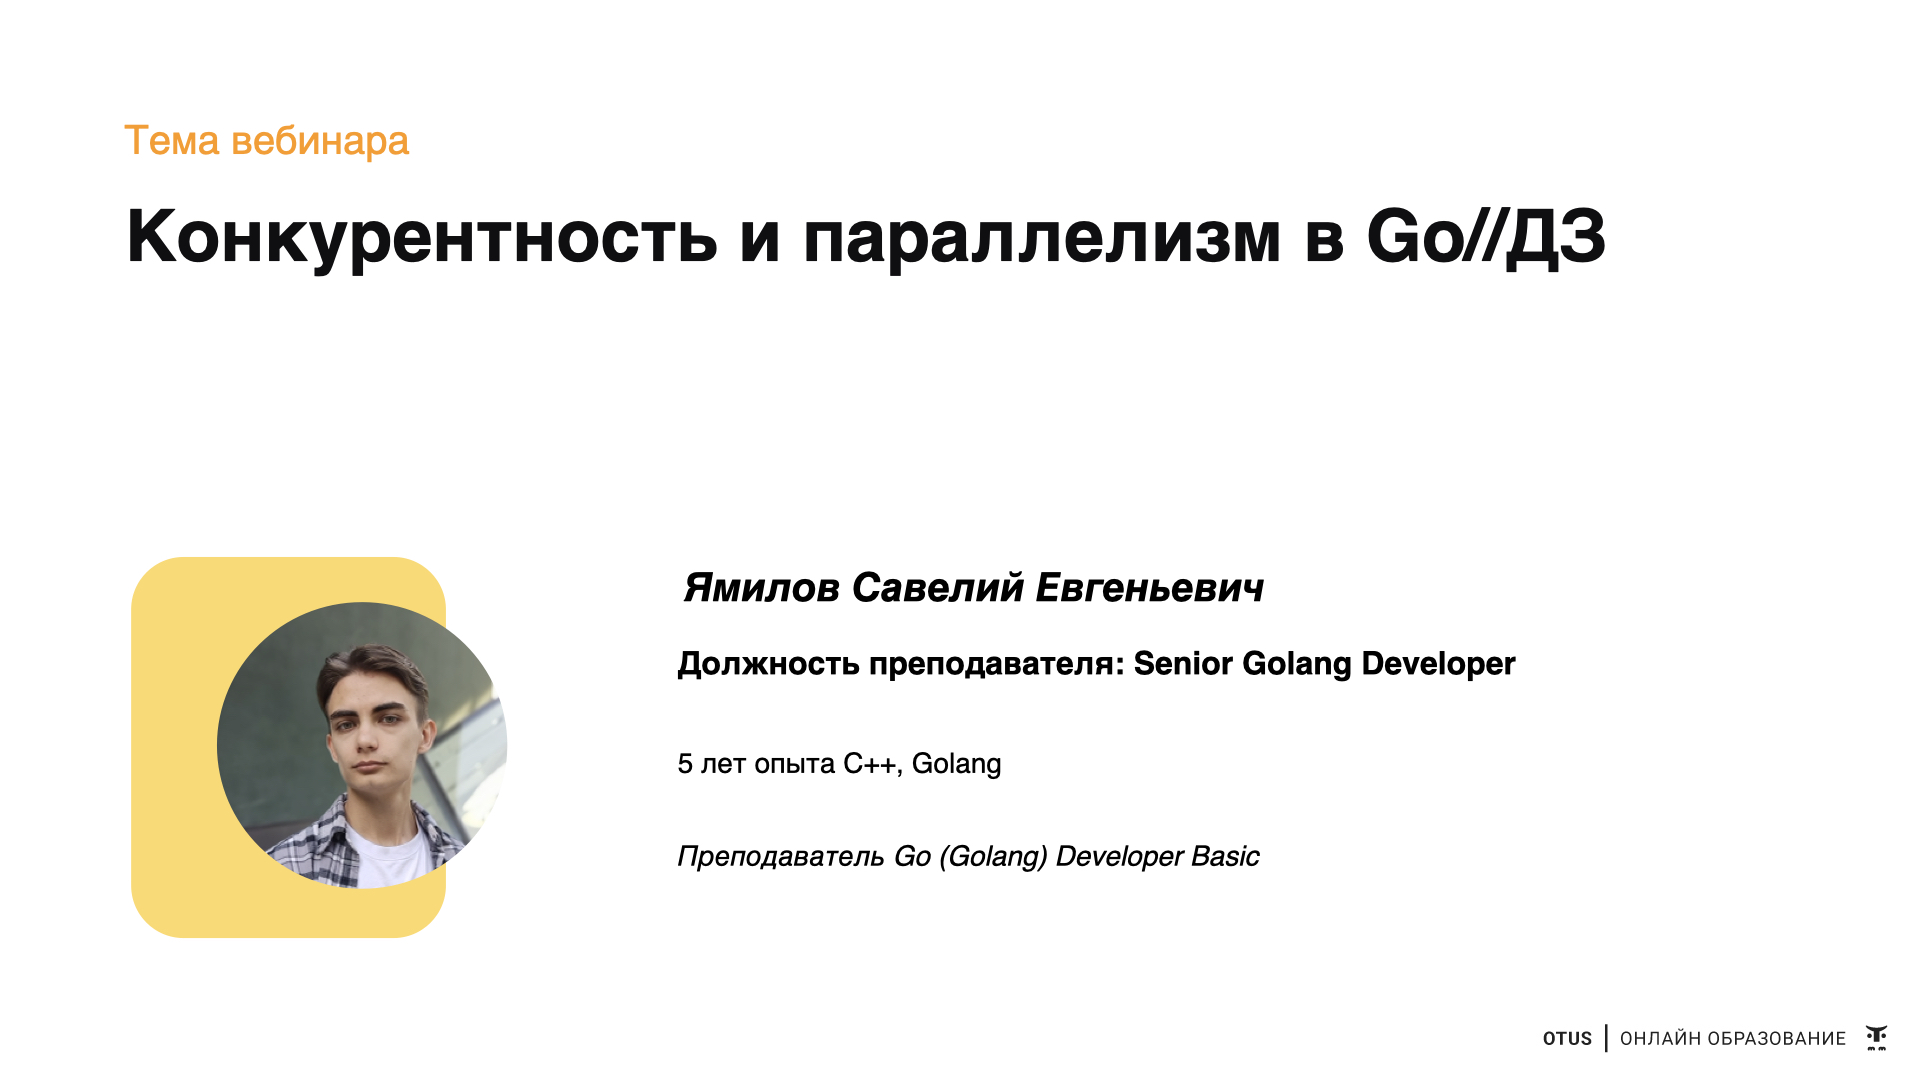 Тема вебинара
Конкурентность и параллелизм в Go//ДЗ
Ямилов Савелий Евгеньевич
Должность преподавателя: Senior Golang Developer
5 лет опыта C++, Golang
Преподаватель Go (Golang) Developer Basic
OTUS | ОНЛАЙН ОБРАЗОВАНИЕ